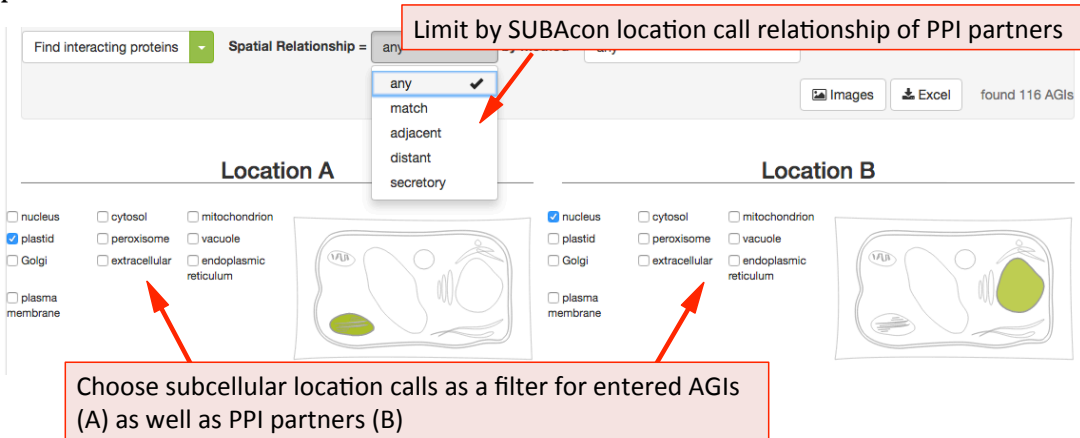 Limit by SUBAcon location call relationship of PPI partners
Find interacting proteins Spatial Relationship = any any
any
match
adjacent
distant
secretory
Images Excel found 116 AGIs
Location A
nucleus cytosol mitochondrion
plastid peroxisome vacuole
Golgi extracellular endoplasmic
reticulum
plasma
membrane
Location B
nucleus cytosol mitochondrion
plastid peroxisome vacuole
Golgi extracellular endoplasmic
reticulum
plasma
membrane
Choose subcellular location calls as a filter for entered AGIs
(A) as well as PPI partners (B)